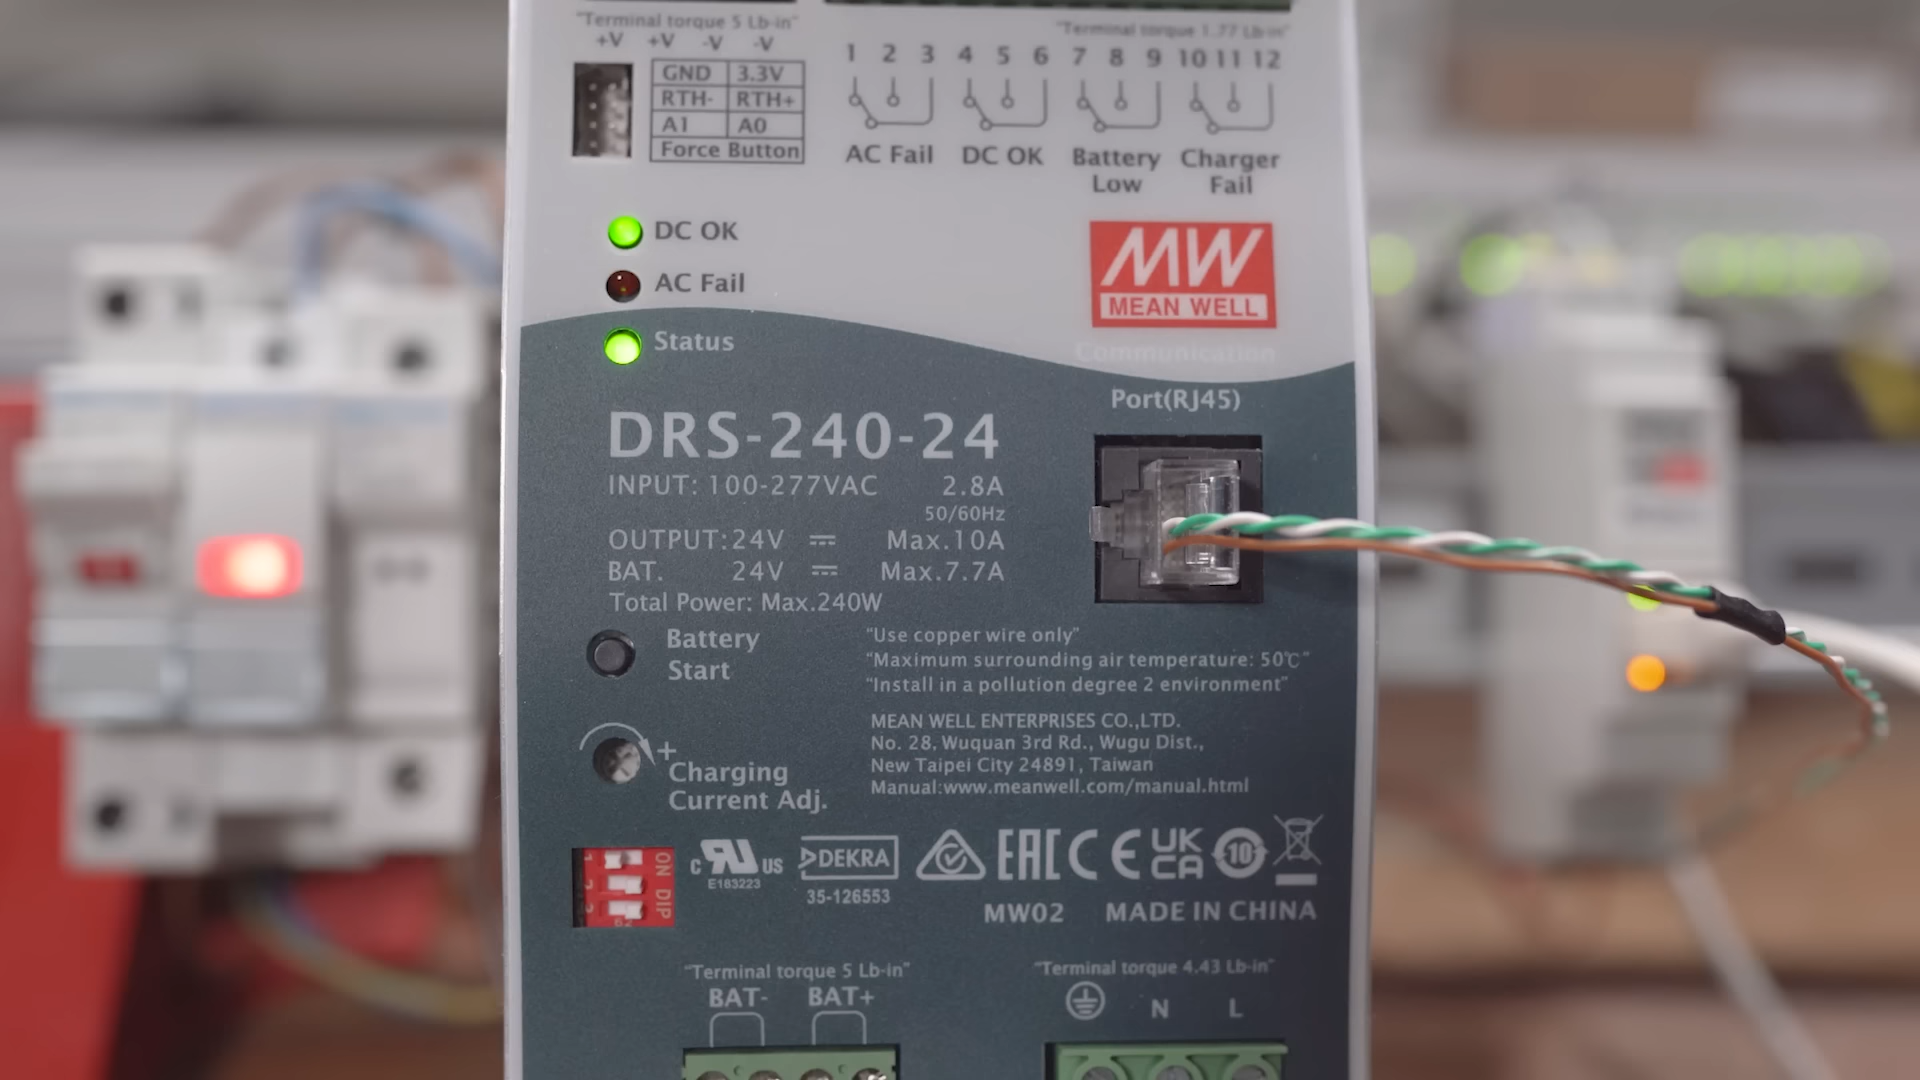 "Terminal torque 5 Lb-in"
"Terminal torque 1.77 Lb-in"
+V +V -V -V
1 2 3 4 5 6 7 8 9 10 11 12
GND 3.3V
RTH- RTH+
A1 A0
Force Button
AC Fail
DC OK
Battery Low
Charger Fail
DC OK
AC Fail
Status
MW
MEAN WELL
Communication
Port(RJ45)
DRS-240-24
INPUT: 100-277VAC 2.8A
50/60Hz
OUTPUT: 24V Max.10A
BAT. 24V Max.7.7A
Total Power: Max.240W
Battery
Start
"Use copper wire only"
"Maximum surrounding air temperature: 50℃"
"Install in a pollution degree 2 environment"
+
Charging
Current Adj.
MEAN WELL ENTERPRISES CO.,LTD.
No. 28, Wuquan 3rd Rd., Wugu Dist.,
New Taipei City 24891, Taiwan
Manual:www.meanwell.com/manual.html
ON DIP
1 2 3
c RU US
E183223
DEKRA
35-126553
EAC CE UK CA 10
MW02 MADE IN CHINA
"Terminal torque 5 Lb-in"
BAT- BAT+
"Terminal torque 4.43 Lb-in"
N L